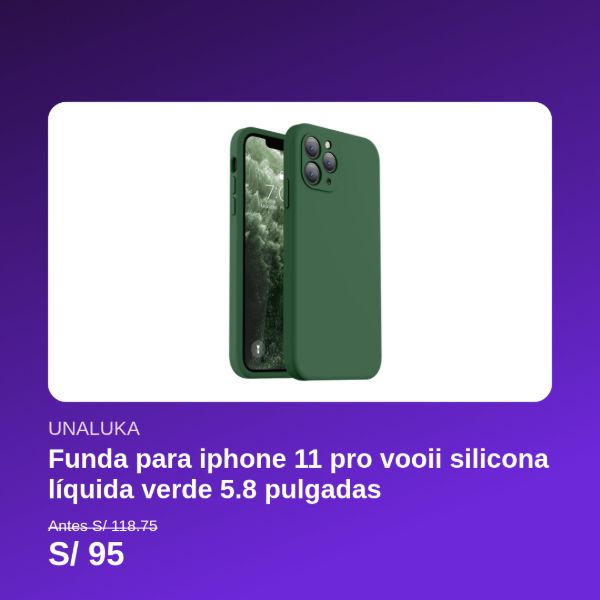 UNALUKA
Funda para iphone 11 pro vooii silicona
líquida verde 5.8 pulgadas
Antes S/ 118.75
S/ 95